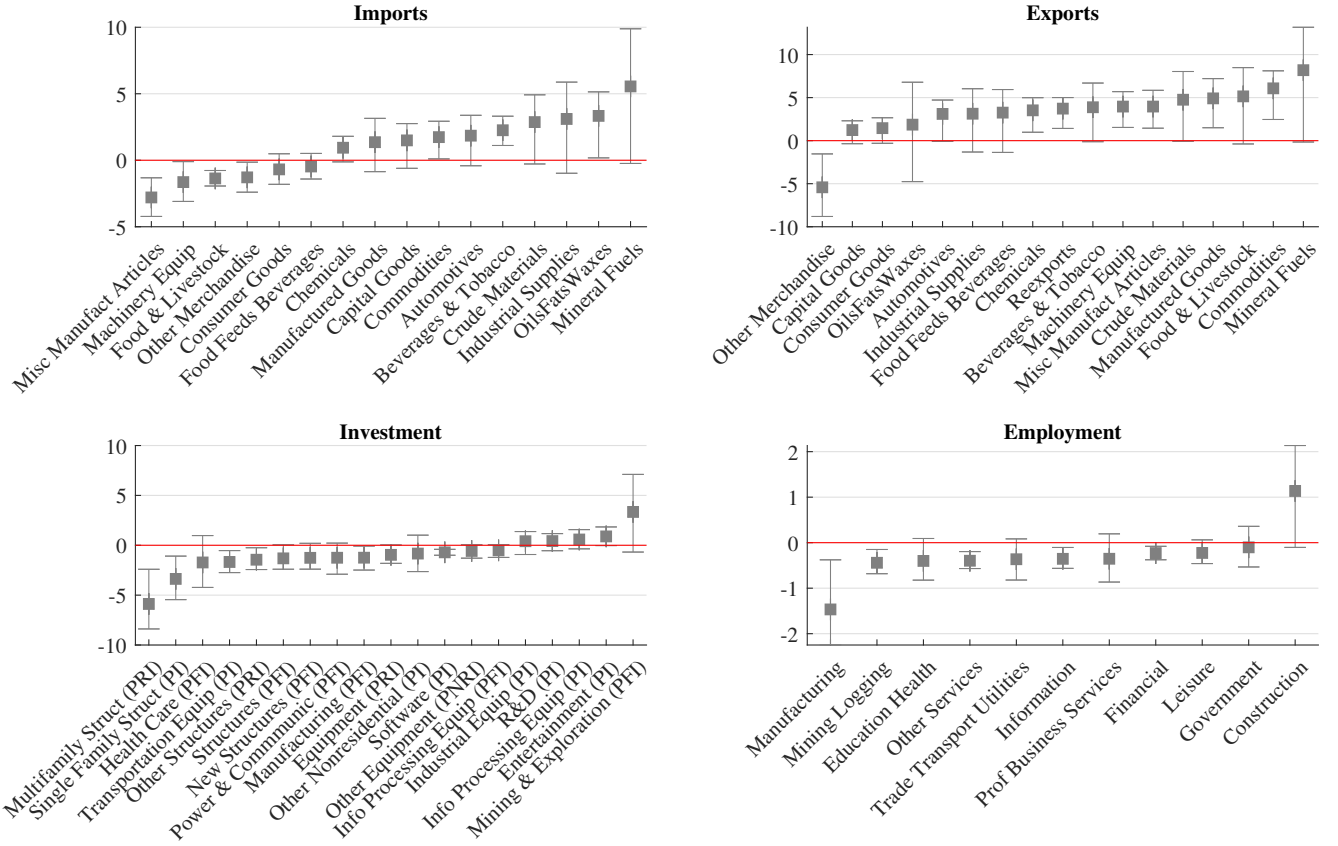 Imports
10
5
0
-5
Misc Manufact Articles
Machinery Equip
Food & Livestock
Other Merchandise
Consumer Goods
Food Feeds Beverages
Chemicals
Manufactured Goods
Capital Goods
Commodities
Automotives
Beverages & Tobacco
Crude Materials
Industrial Supplies
OilsFatsWaxes
Mineral Fuels
Exports
10
5
0
-5
-10
Other Merchandise
Capital Goods
Consumer Goods
OilsFatsWaxes
Automotives
Industrial Supplies
Food Feeds Beverages
Chemicals
Reexports
Beverages & Tobacco
Machinery Equip
Misc Manufact Articles
Crude Materials
Manufactured Goods
Food & Livestock
Commodities
Mineral Fuels
Investment
10
5
0
-5
-10
Multifamily Struct (PRI)
Single Family Struct (PI)
Health Care (PFI)
Transportation Equip (PI)
Other Structures (PRI)
Structures (PFI)
New Structures (PFI)
Power & Communic (PFI)
Manufacturing (PFI)
Equipment (PRI)
Other Nonresidential (PI)
Software (PI)
Other Equipment (PNRI)
Info Processing Equip (PFI)
Industrial Equip (PI)
R&D (PI)
Info Processing Equip (PI)
Entertainment (PI)
Mining & Exploration (PFI)
Employment
2
1
0
-1
-2
Manufacturing
Mining Logging
Education Health
Other Services
Trade Transport Utilities
Information
Prof Business Services
Financial
Leisure
Government
Construction